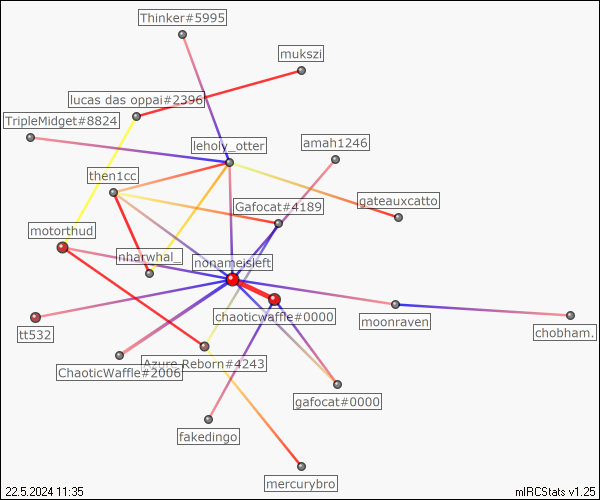 Thinker#5995
mukszi
lucas das oppai#2396
TripleMidget#8824
leholy_otter
amah1246
then1cc
gateauxcatto
Gafocat#4189
motorthud
nharwhal_
nonameisleft
chaoticwaffle#0000
moonraven
tt532
chobham.
Azure Reborn#4243
ChaoticWaffle#2006
gafocat#0000
fakedingo
mercurybro
22.5.2024 11:35
mIRCStats v1.25